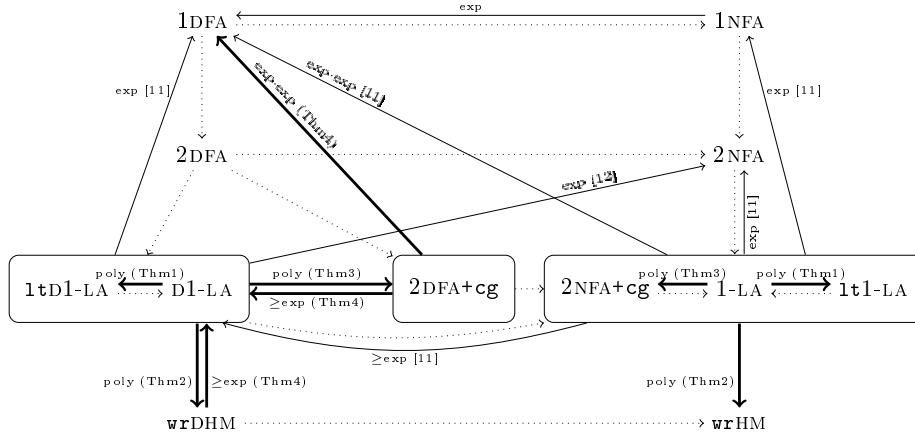 exp
1DFA 1NFA
exp [11] exp·exp (Thm4) exp·exp [11] exp [11]
2DFA 2NFA
exp [12] exp [11]
poly (Thm1) poly (Thm3) poly (Thm3) poly (Thm1)
ltD1-LA D1-LA 2DFA+cg 2NFA+cg 1-LA lt1-LA
≥exp (Thm4)
≥exp [11]
poly (Thm2) ≥exp (Thm4) poly (Thm2)
wrDHM wrHM